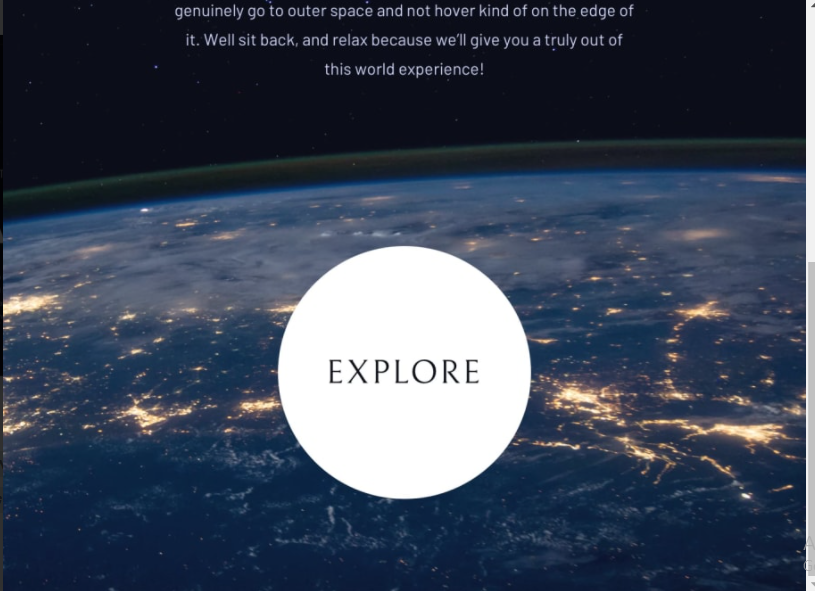 genuinely go to outer space and not hover kind of on the edge of
it. Well sit back, and relax because we’ll give you a truly out of
this world experience!
EXPLORE